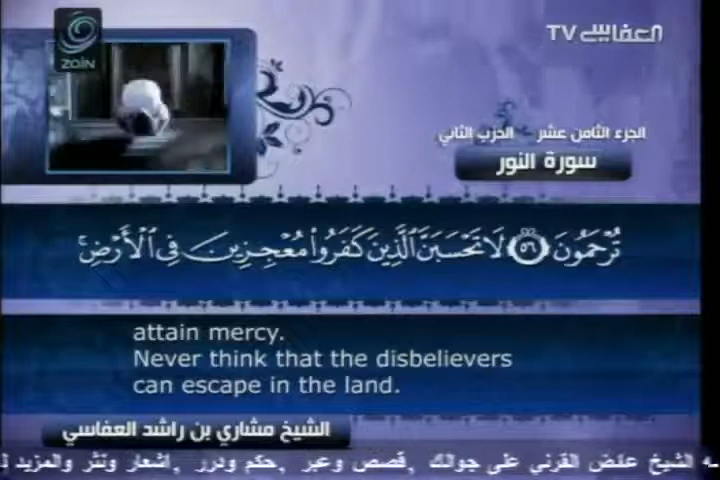 ZOIN
العفاسي TV
الجزء الثامن عشر الحزب الثاني
سورة النور
تُرْحَمُونَ ﴿٥٦﴾ لَا تَحْسَبَنَّ الَّذِينَ كَفَرُوا۟ مُعْجِزِينَ فِى الْأَرْضِ ۚ
attain mercy.
Never think that the disbelievers
can escape in the land.
الشيخ مشاري بن راشد العفاسي
الشيخ عائض القرني على جوالك ,قصص وعبر ,حكم ودرر ,اشعار ونثر والمزيد